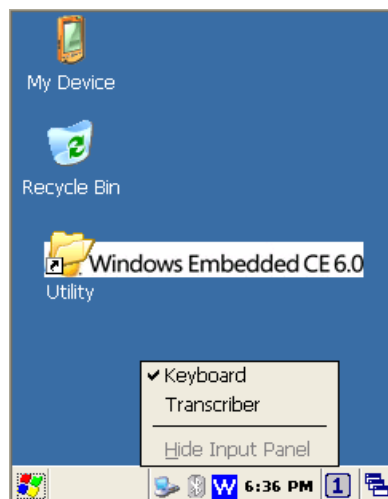 My Device
Recycle Bin
Windows Embedded CE 6.0
Utility
Keyboard
Transcriber
Hide Input Panel
W 6:36 PM 1